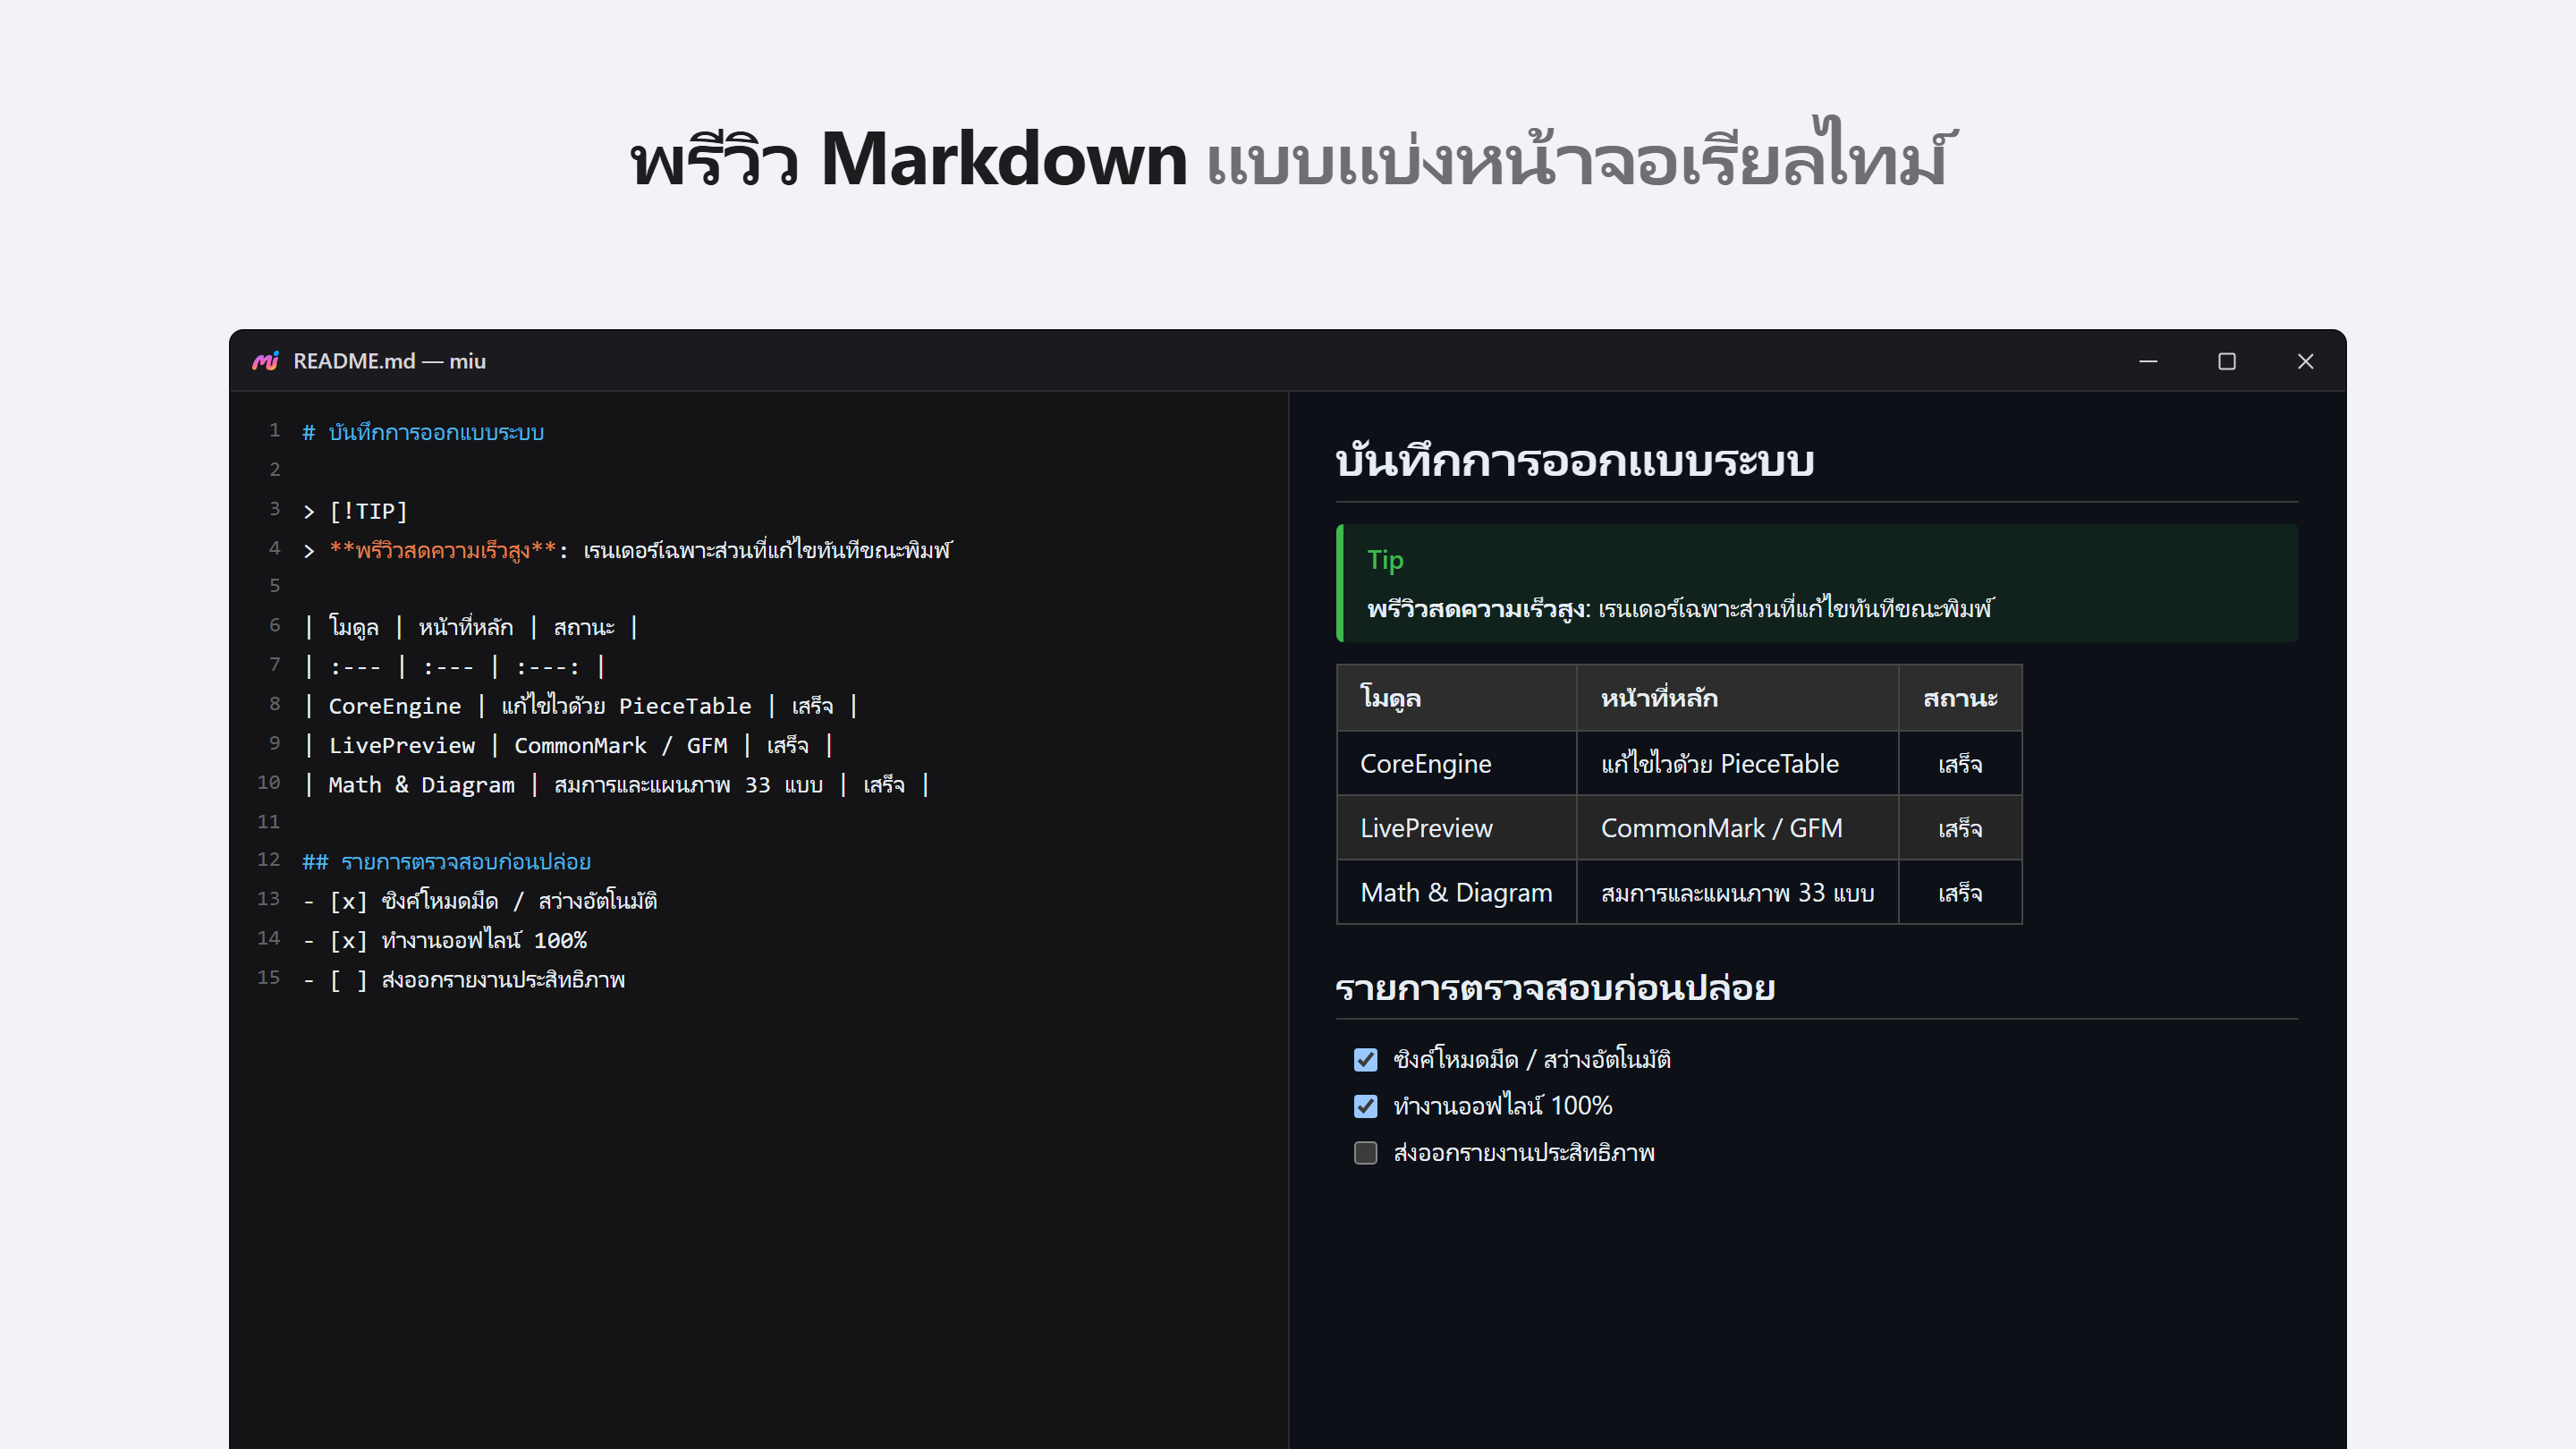 พรีวิว Markdown แบบแบ่งหน้าจอเรียลไทม์
mi README.md — miu
1 # บันทึกการออกแบบระบบ
2
3 > [!TIP]
4 > **พรีวิวสดความเร็วสูง**: เรนเดอร์เฉพาะส่วนที่แก้ไขทันทีขณะพิมพ์
5
6 | โมดูล | หน้าที่หลัก | สถานะ |
7 | :--- | :--- | :---: |
8 | CoreEngine | แก้ไขไวด้วย PieceTable | เสร็จ |
9 | LivePreview | CommonMark / GFM | เสร็จ |
10 | Math & Diagram | สมการและแผนภาพ 33 แบบ | เสร็จ |
11
12 ## รายการตรวจสอบก่อนปล่อย
13 - [x] ซิงค์โหมดมืด / สว่างอัตโนมัติ
14 - [x] ทำงานออฟไลน์ 100%
15 - [ ] ส่งออกรายงานประสิทธิภาพ
บันทึกการออกแบบระบบ
Tip
พรีวิวสดความเร็วสูง: เรนเดอร์เฉพาะส่วนที่แก้ไขทันทีขณะพิมพ์
โมดูล หน้าที่หลัก สถานะ
CoreEngine แก้ไขไวด้วย PieceTable เสร็จ
LivePreview CommonMark / GFM เสร็จ
Math & Diagram สมการและแผนภาพ 33 แบบ เสร็จ
รายการตรวจสอบก่อนปล่อย
ซิงค์โหมดมืด / สว่างอัตโนมัติ
ทำงานออฟไลน์ 100%
ส่งออกรายงานประสิทธิภาพ